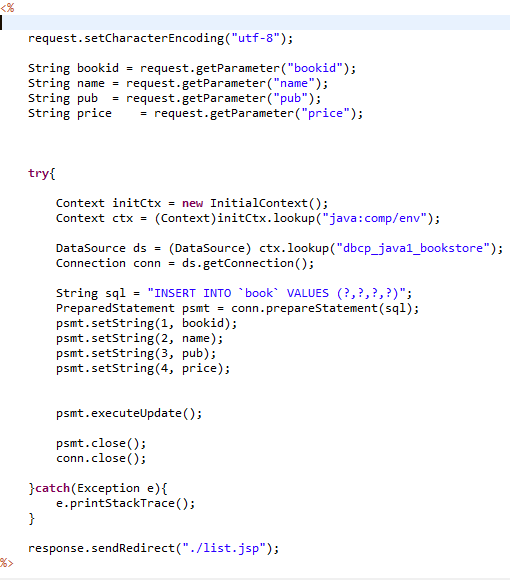 <%
request.setCharacterEncoding("utf-8");
String bookid = request.getParameter("bookid");
String name = request.getParameter("name");
String pub  = request.getParameter("pub");
String price    = request.getParameter("price");
try{
Context initCtx = new InitialContext();
Context ctx = (Context)initCtx.lookup("java:comp/env");
DataSource ds = (DataSource) ctx.lookup("dbcp_java1_bookstore");
Connection conn = ds.getConnection();
String sql = "INSERT INTO `book` VALUES (?,?,?,?)";
PreparedStatement psmt = conn.prepareStatement(sql);
psmt.setString(1, bookid);
psmt.setString(2, name);
psmt.setString(3, pub);
psmt.setString(4, price);
psmt.executeUpdate();
psmt.close();
conn.close();
}catch(Exception e){
e.printStackTrace();
}
response.sendRedirect("./list.jsp");
%>